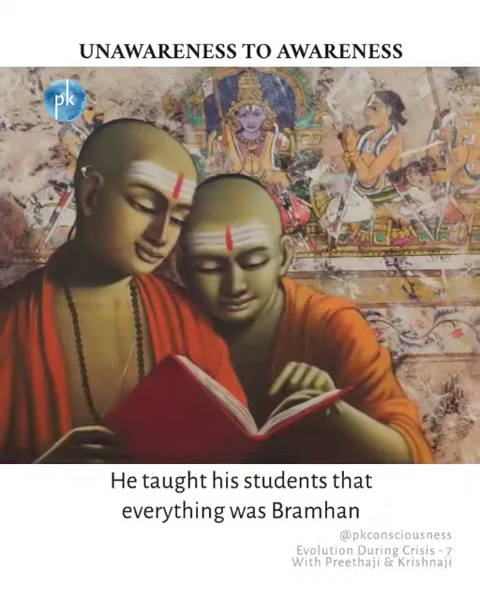 UNAWARENESS TO AWARENESS
pk
He taught his students that
everything was Bramhan
@pkconsciousness
Evolution During Crisis - 7
With Preethaji & Krishnaji